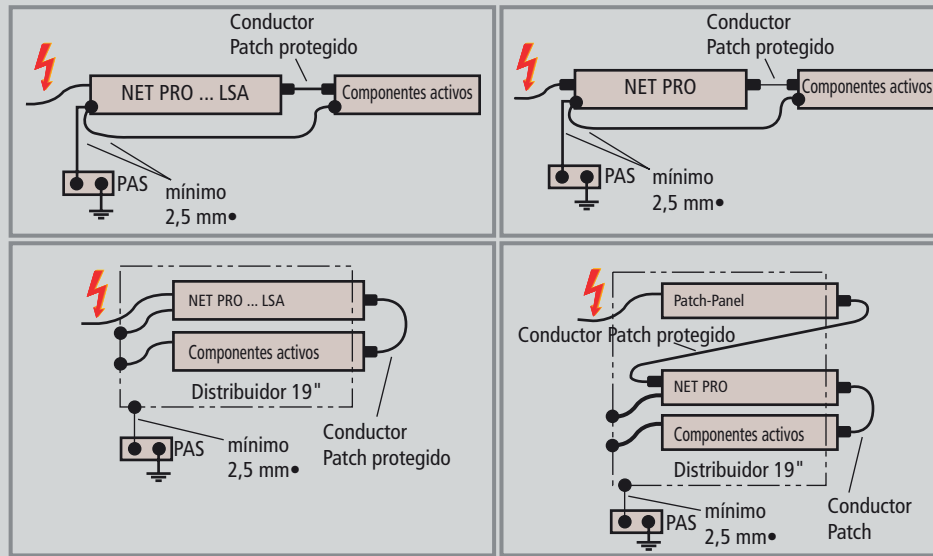 Conductor
Patch protegido
NET PRO ... LSA
Componentes activos
PAS
mínimo
2,5 mm•
Conductor
Patch protegido
NET PRO
Componentes activos
PAS
mínimo
2,5 mm•
NET PRO ... LSA
Componentes activos
Distribuidor 19"
PAS
mínimo
2,5 mm•
Conductor
Patch protegido
Patch-Panel
Conductor Patch protegido
NET PRO
Componentes activos
Distribuidor 19"
PAS
mínimo
2,5 mm•
Conductor
Patch